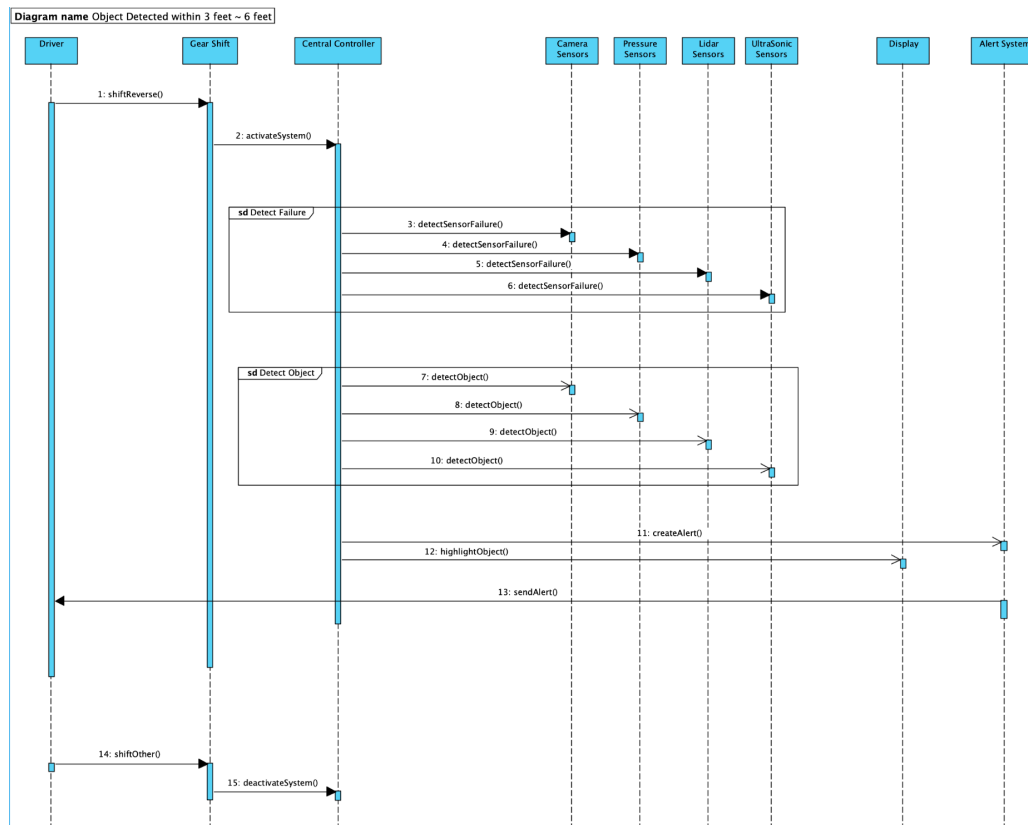 Diagram name Object Detected within 3 feet ~ 6 feet
Driver
Gear Shift
Central Controller
Camera
Sensors
Pressure
Sensors
Lidar
Sensors
UltraSonic
Sensors
Display
Alert System
1: shiftReverse()
2: activateSystem()
sd Detect Failure
3: detectSensorFailure()
4: detectSensorFailure()
5: detectSensorFailure()
6: detectSensorFailure()
sd Detect Object
7: detectObject()
8: detectObject()
9: detectObject()
10: detectObject()
11: createAlert()
12: highlightObject()
13: sendAlert()
14: shiftOther()
15: deactivateSystem()